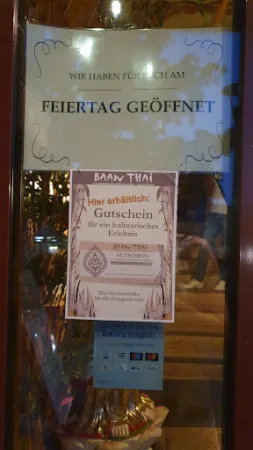 WIR HABEN FÜR EUCH AM
FEIERTAG GEÖFFNET
BAAN THAI
Hier erhältlich:
Gutschein
für ein kulinarisches
Erlebnis
BAAN THAI
GUTSCHEIN
Die Geschenkidee
für alle Gelegenheiten